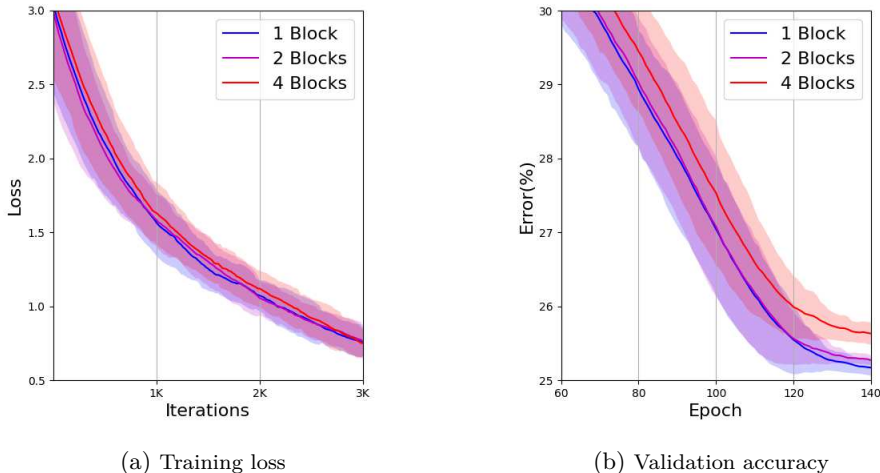 3.0
2.5
2.0
1.5
1.0
0.5
Loss
1 Block
2 Blocks
4 Blocks
1K
2K
3K
Iterations
(a) Training loss
30
29
28
27
26
25
Error(%)
1 Block
2 Blocks
4 Blocks
60
80
100
120
140
Epoch
(b) Validation accuracy